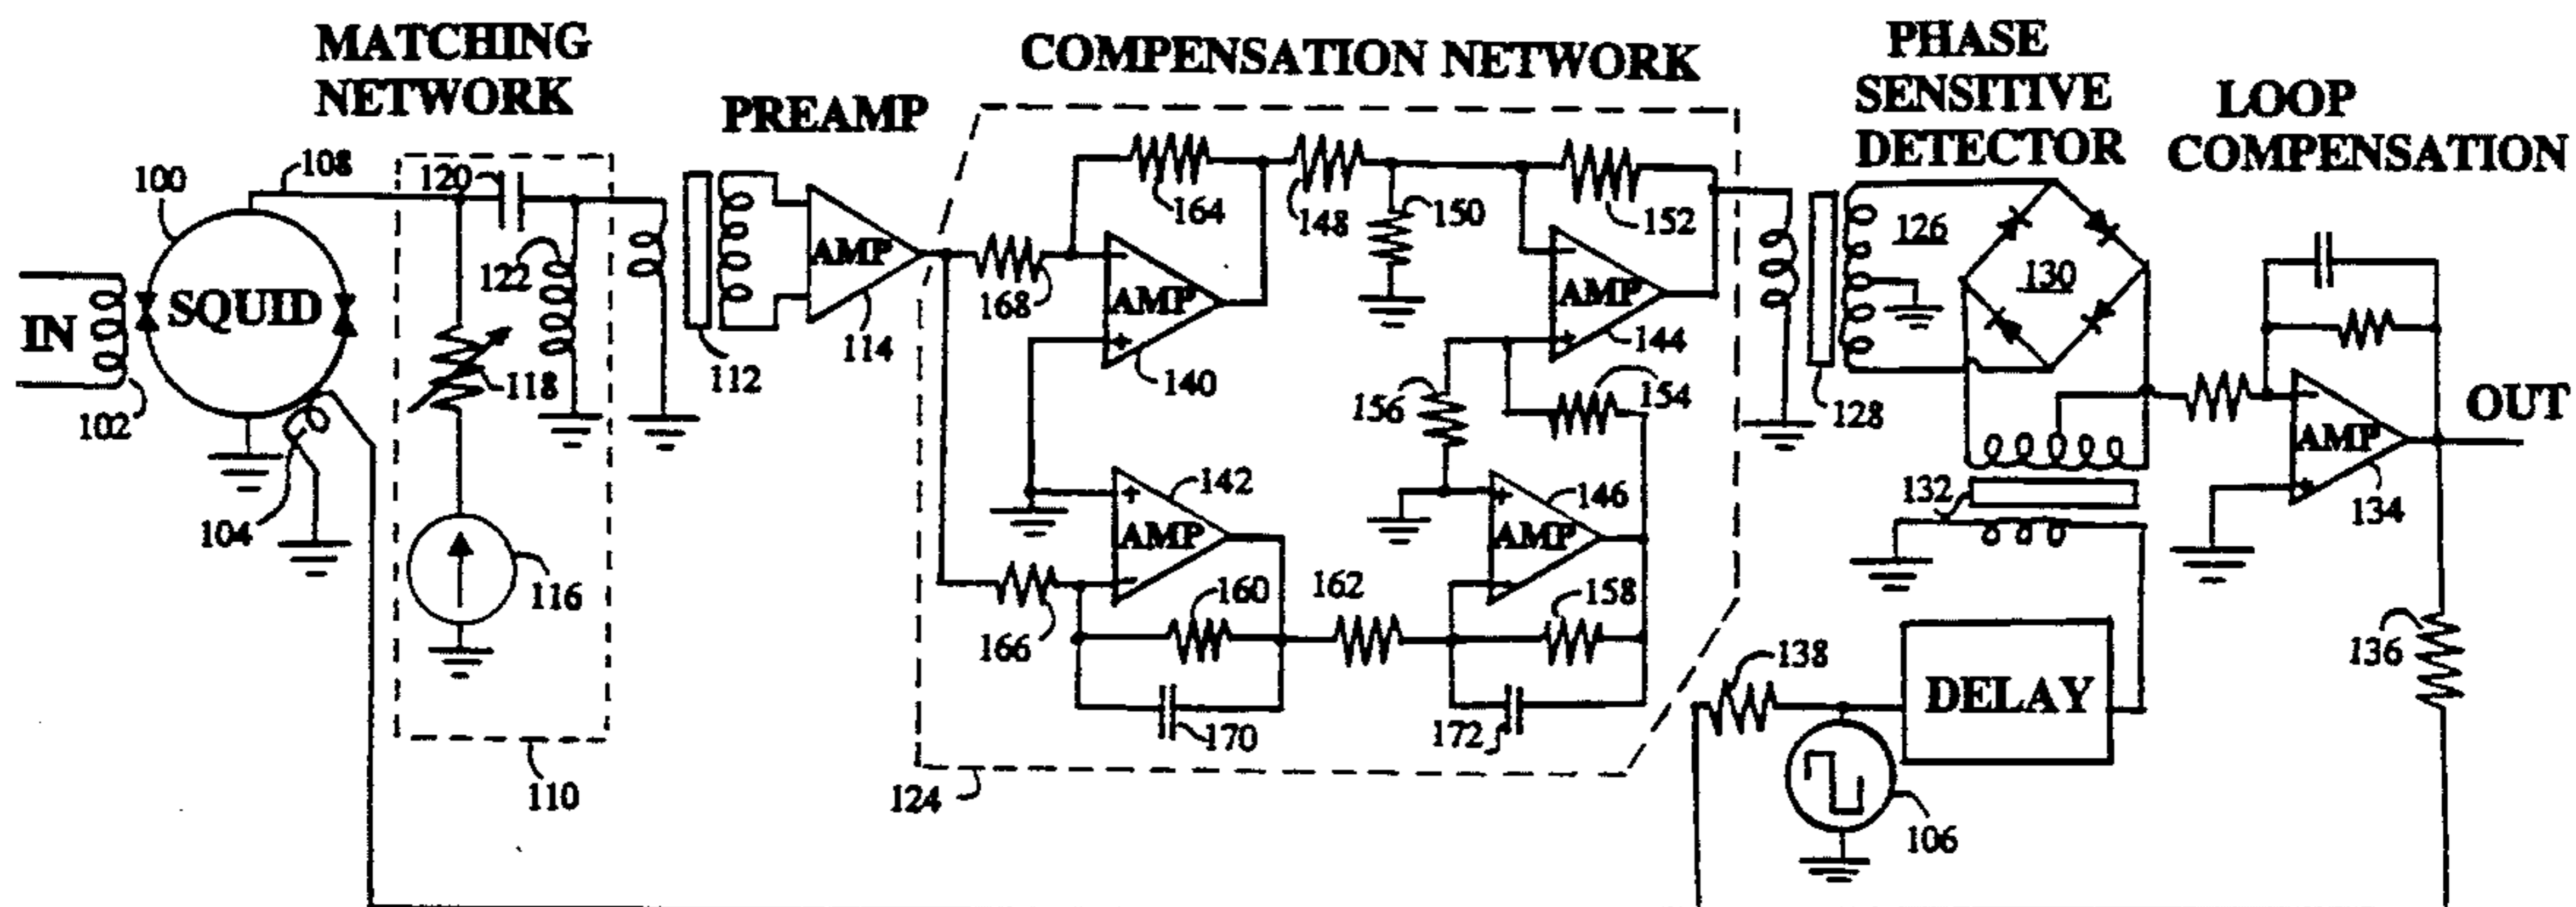 MATCHING
NETWORK
PREAMP
COMPENSATION NETWORK
PHASE
SENSITIVE
DETECTOR
LOOP
COMPENSATION
100
108
120
122
118
116
110
IN
SQUID
102
104
112
AMP
114
168
164
148
150
152
AMP
140
AMP
144
156
154
142
AMP
146
AMP
166
160
162
158
170
172
124
126
130
128
132
AMP
134
OUT
136
138
DELAY
106